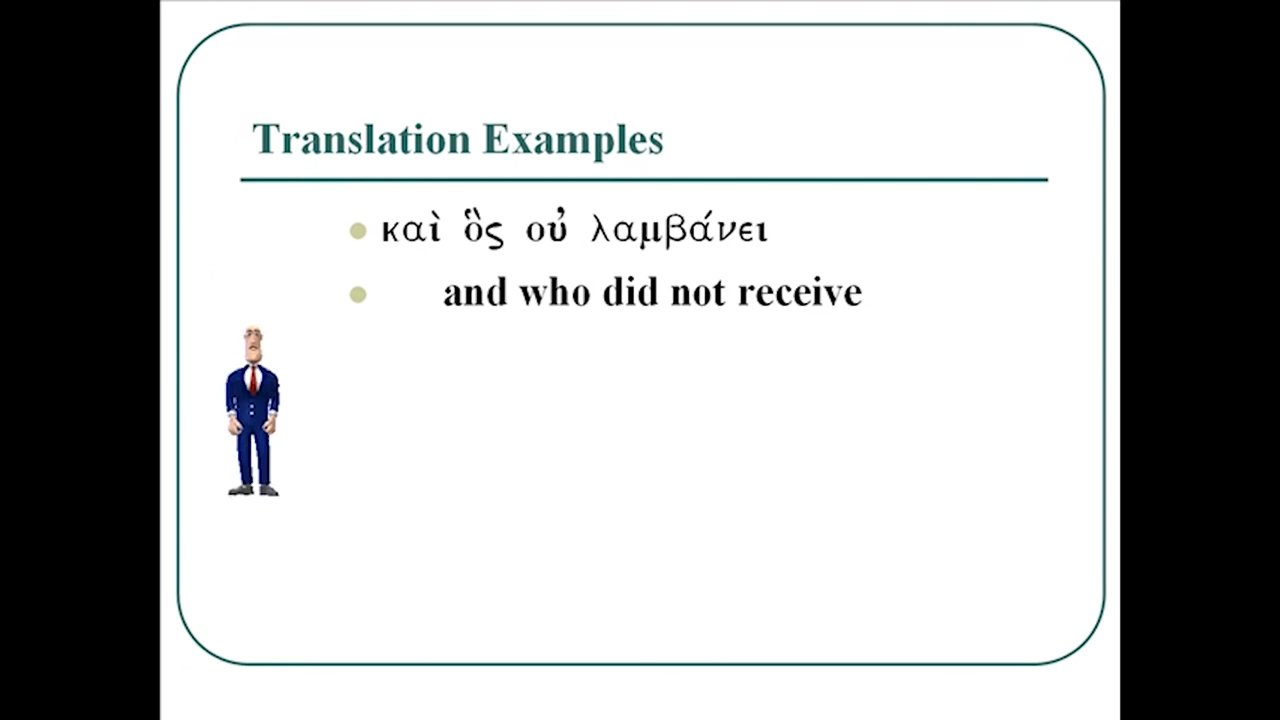 Translation Examples
καὶ ὃς οὐ λαμβάνει
and who did not receive